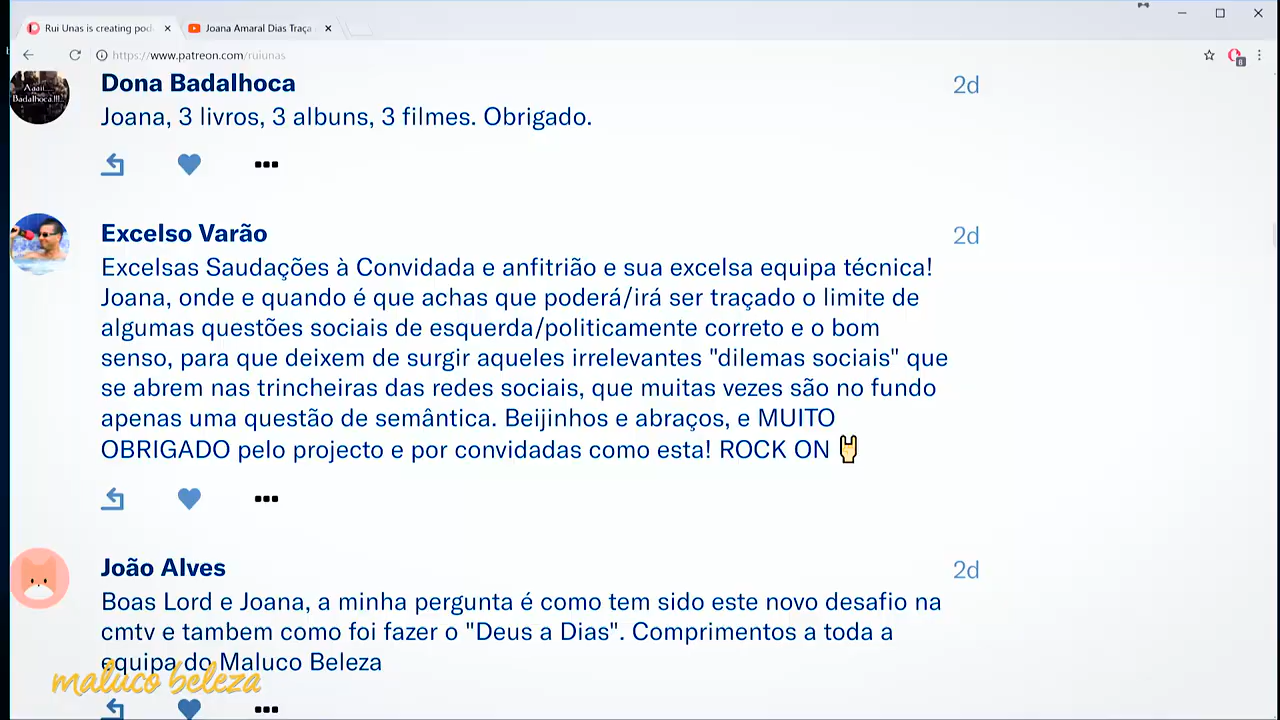 Rui Unas is creating pod
Joana Amaral Dias Traça
https://www.patreon.com/ruiunas
Aaaii....
Badalhoca.!!!..
Dona Badalhoca 2d
Joana, 3 livros, 3 albuns, 3 filmes. Obrigado.
Excelso Varão 2d
Excelsas Saudações à Convidada e anfitrião e sua excelsa equipa técnica!
Joana, onde e quando é que achas que poderá/irá ser traçado o limite de
algumas questões sociais de esquerda/politicamente correto e o bom
senso, para que deixem de surgir aqueles irrelevantes "dilemas sociais" que
se abrem nas trincheiras das redes sociais, que muitas vezes são no fundo
apenas uma questão de semântica. Beijinhos e abraços, e MUITO
OBRIGADO pelo projecto e por convidadas como esta! ROCK ON 🤘
João Alves 2d
Boas Lord e Joana, a minha pergunta é como tem sido este novo desafio na
cmtv e tambem como foi fazer o "Deus a Dias". Comprimentos a toda a
equipa do Maluco Beleza
maluco beleza